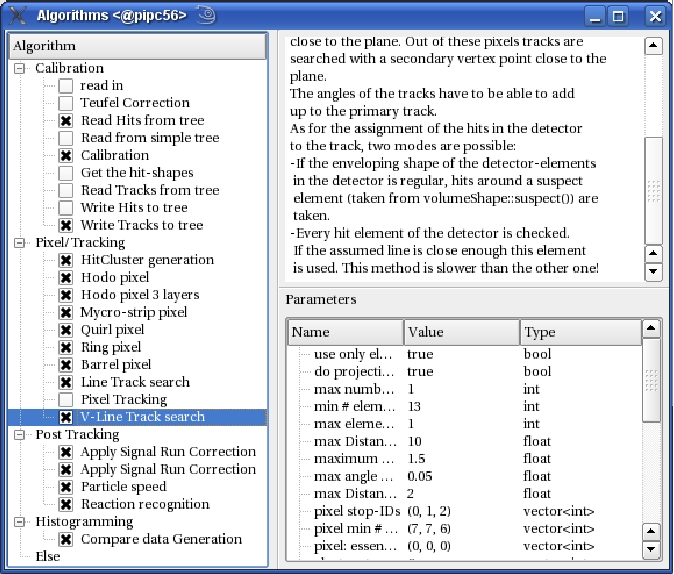 Algorithms <@pipc56>
Algorithm
Calibration
read in
Teufel Correction
Read Hits from tree
Read from simple tree
Calibration
Get the hit-shapes
Read Tracks from tree
Write Hits to tree
Write Tracks to tree
Pixel/Tracking
HitCluster generation
Hodo pixel
Hodo pixel 3 layers
Mycro-strip pixel
Quirl pixel
Ring pixel
Barrel pixel
Line Track search
Pixel Tracking
V-Line Track search
Post Tracking
Apply Signal Run Correction
Apply Signal Run Correction
Particle speed
Reaction recognition
Histogramming
Compare data Generation
Else
close to the plane. Out of these pixels tracks are
searched with a secondary vertex point close to the
plane.
The angles of the tracks have to be able to add
up to the primary track.
As for the assignment of the hits in the detector
to the track, two modes are possible:
-If the enveloping shape of the detector-elements
in the detector is regular, hits around a suspect
element (taken from volumeShape::suspect()) are
taken.
-Every hit element of the detector is checked.
If the assumed line is close enough this element
is used. This method is slower than the other one!
Parameters
Name Value Type
use only el... true bool
do projecti... true bool
max numb... 1 int
min # elem... 13 int
max eleme... 1 int
max Distan... 10 float
maximum ... 1.5 float
max angle ... 0.05 float
max Distan... 2 float
pixel stop-IDs (0, 1, 2) vector<int>
pixel min # ... (7, 7, 6) vector<int>
pixel: essen... (0, 0, 0) vector<int>